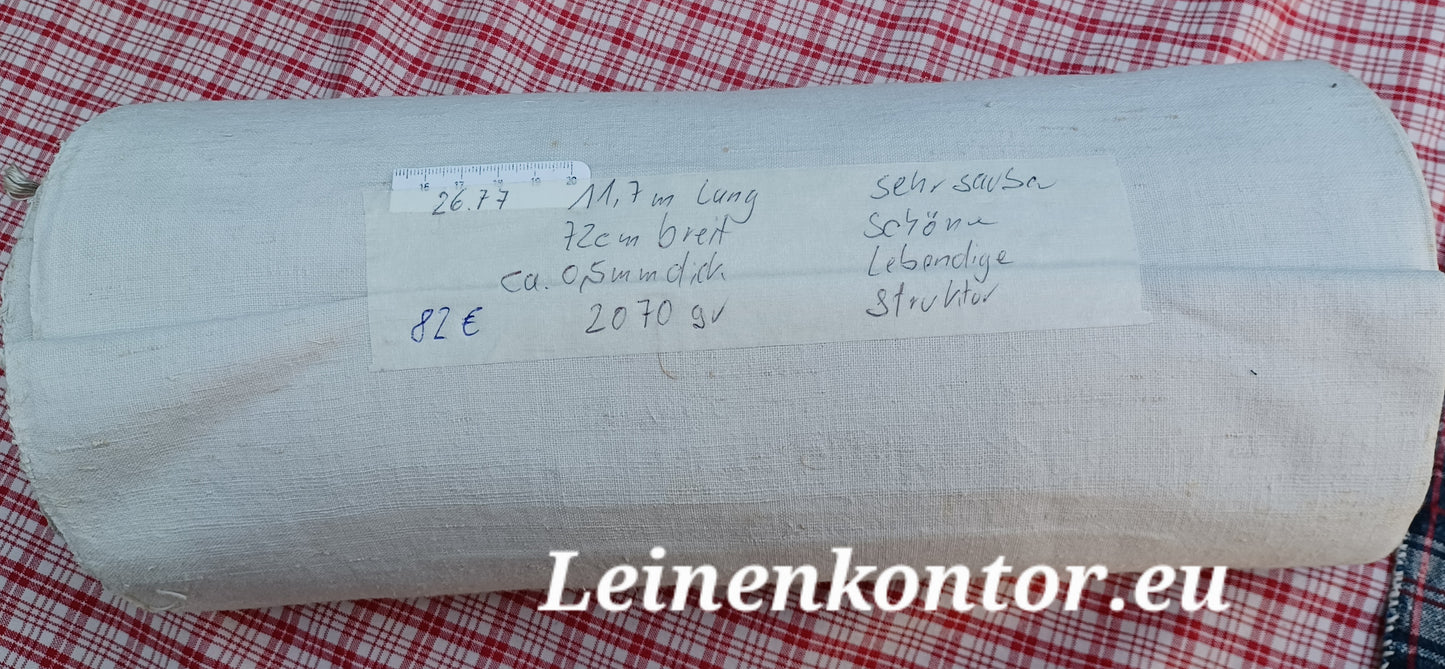 16 17 18 19 20
26.77 11,7 m lang sehr sauber
72cm breit schöne
ca. 0,5mm dick lebendige
82 € 2070 gr struktur
Leinenkontor.eu